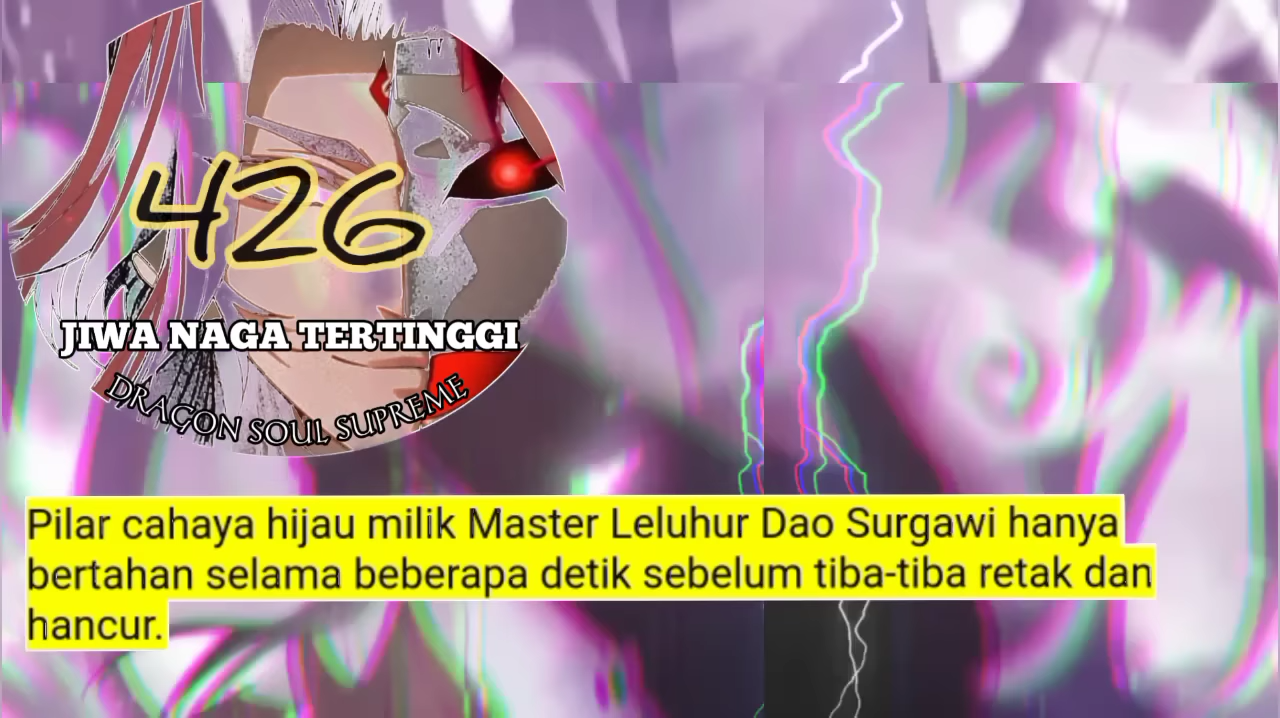 426
JIWA NAGA TERTINGGI
DRAGON SOUL SUPREME
Pilar cahaya hijau milik Master Leluhur Dao Surgawi hanya
bertahan selama beberapa detik sebelum tiba-tiba retak dan
hancur.